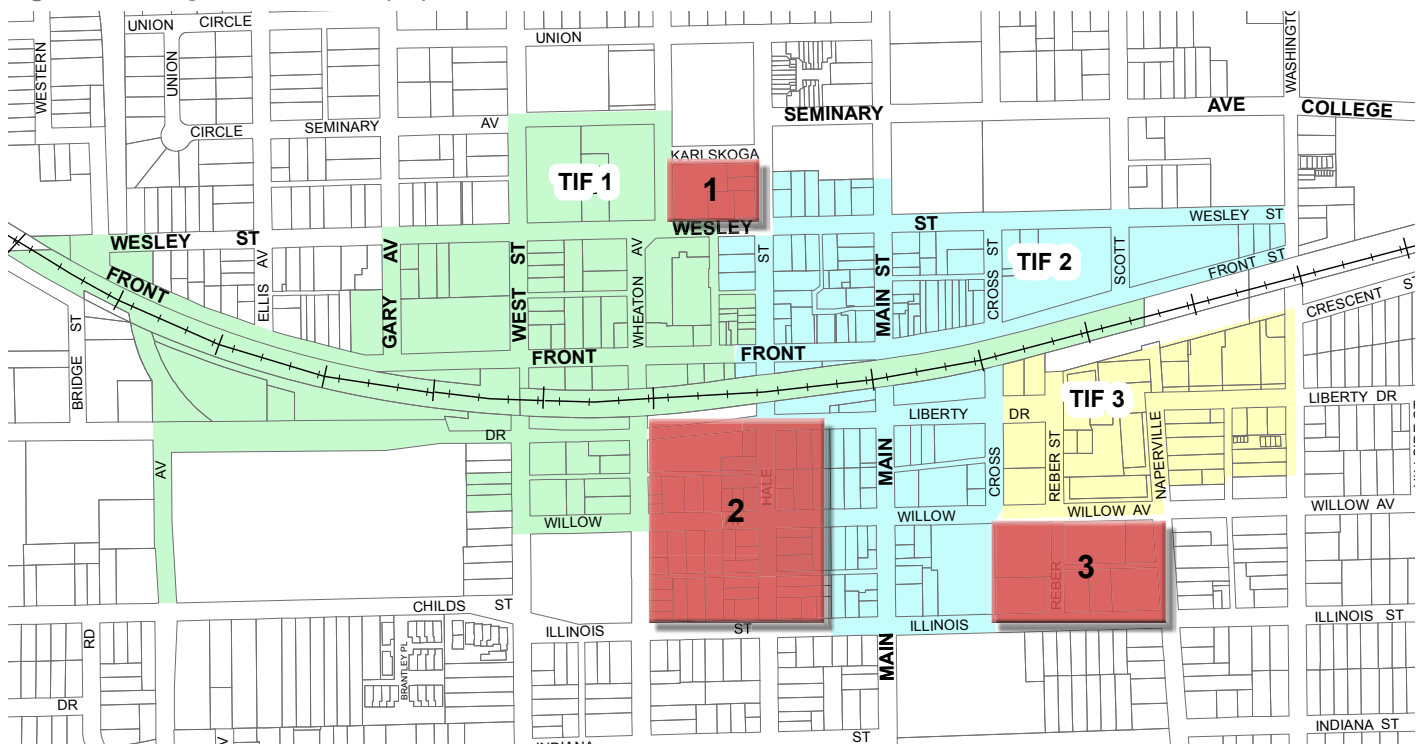 UNION CIRCLE
UNION
WESTERN
UNION
WASHINGTO
SEMINARY AVE COLLEGE
CIRCLE
SEMINARY AV
KARLSKOGA
TIF 1
1
WESLEY ST
WESLEY ST
WESLEY ST
AV
GARY AV
WEST ST
WHEATON AV
ST
MAIN ST
CROSS ST
TIF 2
SCOTT
FRONT ST
FRONT
ELLIS AV
CRESCENT S
BRIDGE ST
FRONT
FRONT
TIF 3
LIBERTY DR
LIBERTY DR
DR
MAIN
CROSS
REBER ST
NAPERVILLE
HALE
2
WILLOW
WILLOW
WILLOW AV
WILLOW AV
AV
3
REBER
CHILDS ST
ILLINOIS ST
ILLINOIS
ILLINOIS ST
RD
BRANTLEY PL
MAIN
DR
INDIANA ST
ST